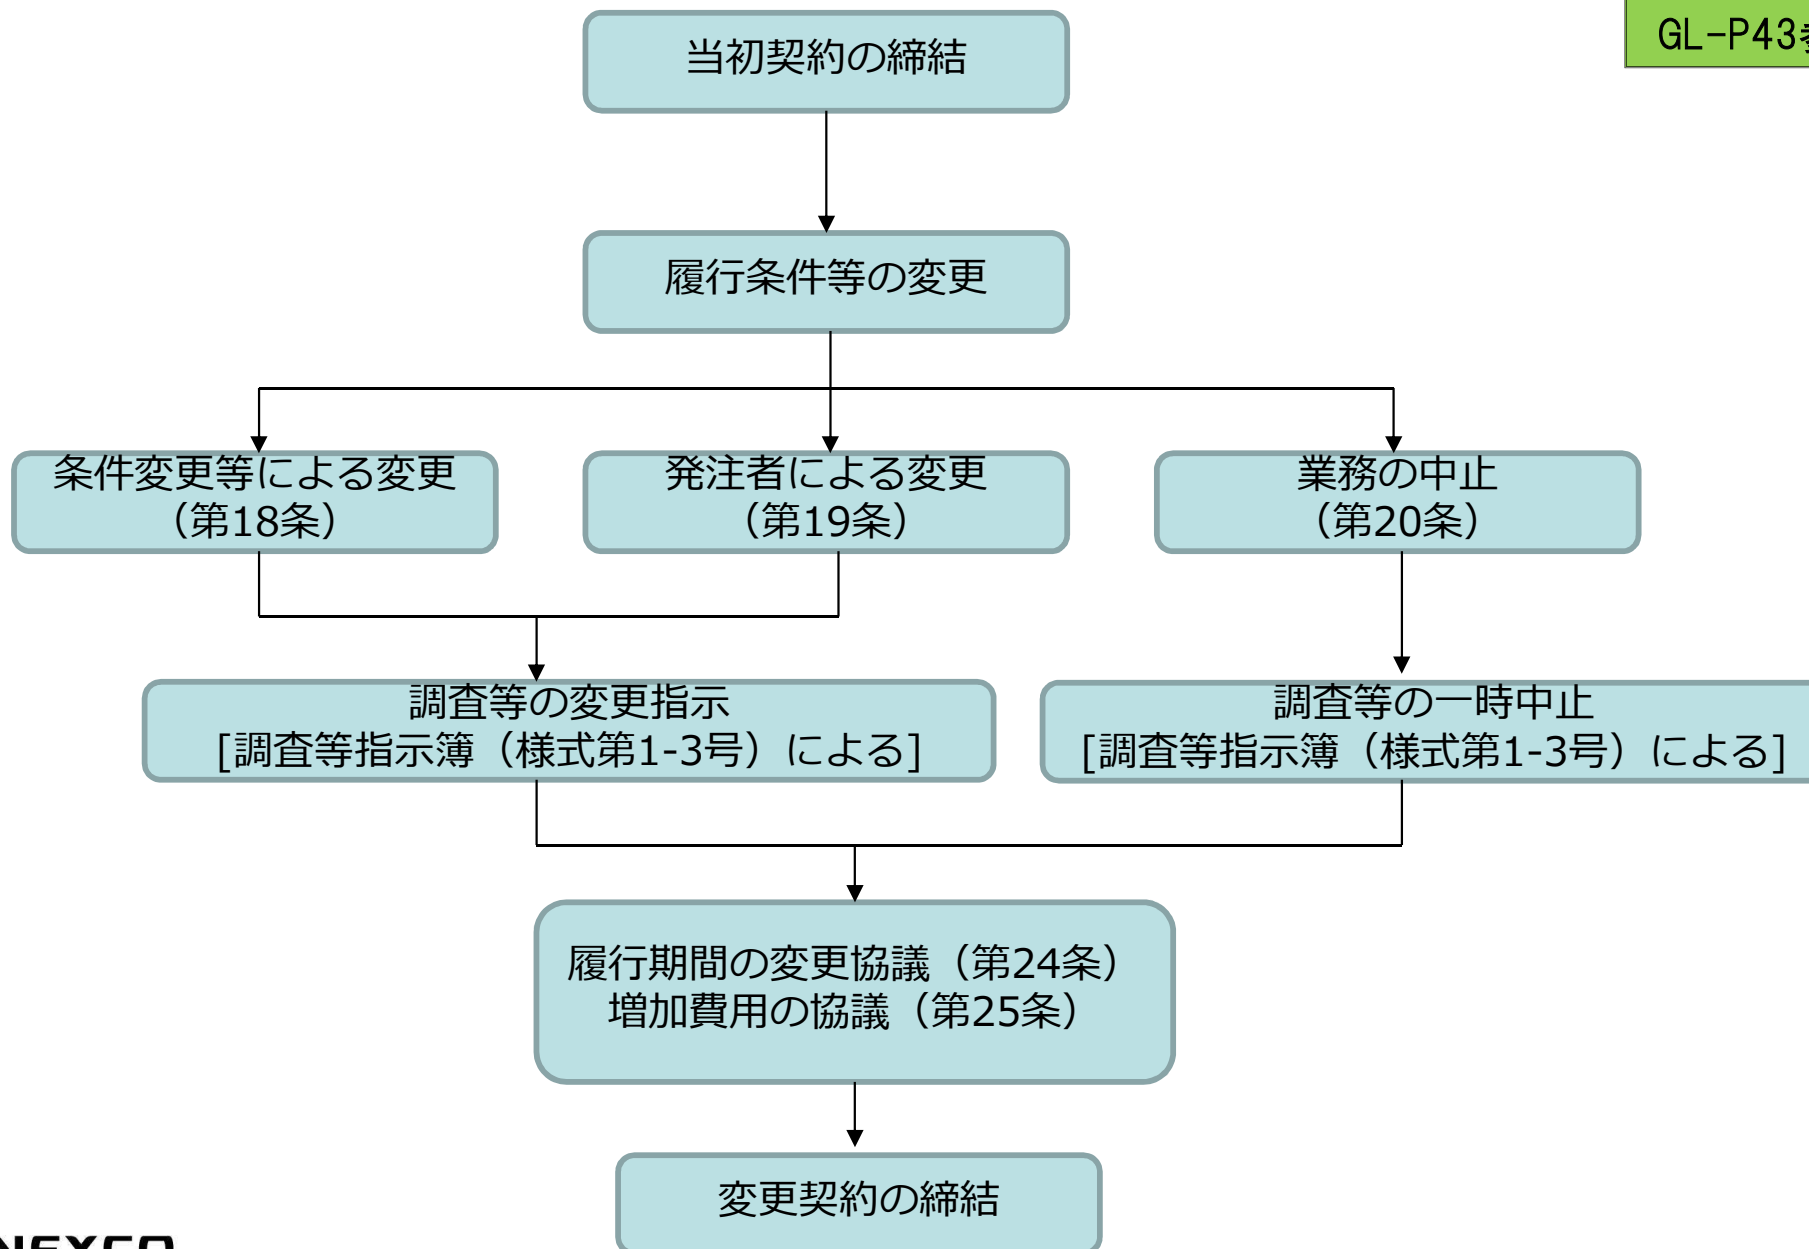 GL-P43
当初契約の締結
履行条件等の変更
条件変更等による変更
（第18条）
発注者による変更
（第19条）
業務の中止
（第20条）
調査等の変更指示
[調査等指示簿（様式第1-3号）による]
調査等の一時中止
[調査等指示簿（様式第1-3号）による]
履行期間の変更協議（第24条）
増加費用の協議（第25条）
変更契約の締結
NEXCO